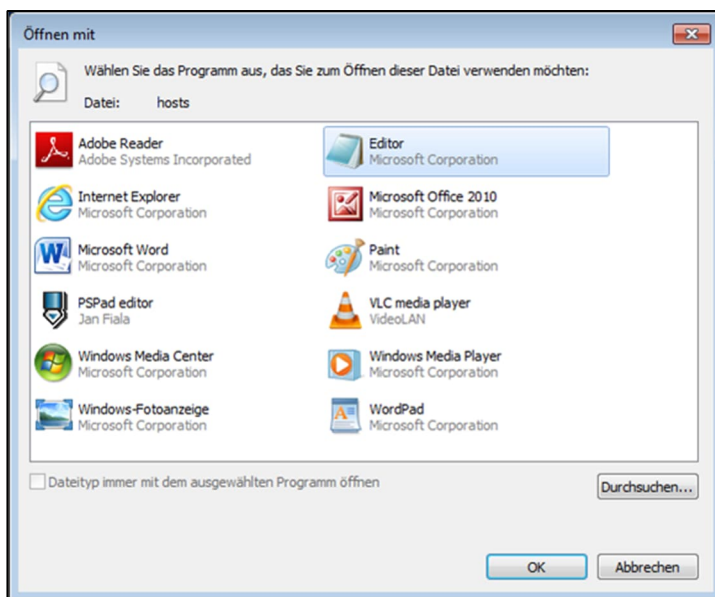 Öffnen mit
Wählen Sie das Programm aus, das Sie zum Öffnen dieser Datei verwenden möchten:
Datei: hosts
Adobe Reader
Adobe Systems Incorporated
Editor
Microsoft Corporation
Internet Explorer
Microsoft Corporation
Microsoft Office 2010
Microsoft Corporation
Microsoft Word
Microsoft Corporation
Paint
Microsoft Corporation
PSPad editor
Jan Fiala
VLC media player
VideoLAN
Windows Media Center
Microsoft Corporation
Windows Media Player
Microsoft Corporation
Windows-Fotoanzeige
Microsoft Corporation
WordPad
Microsoft Corporation
Dateityp immer mit dem ausgewählten Programm öffnen
Durchsuchen...
OK
Abbrechen